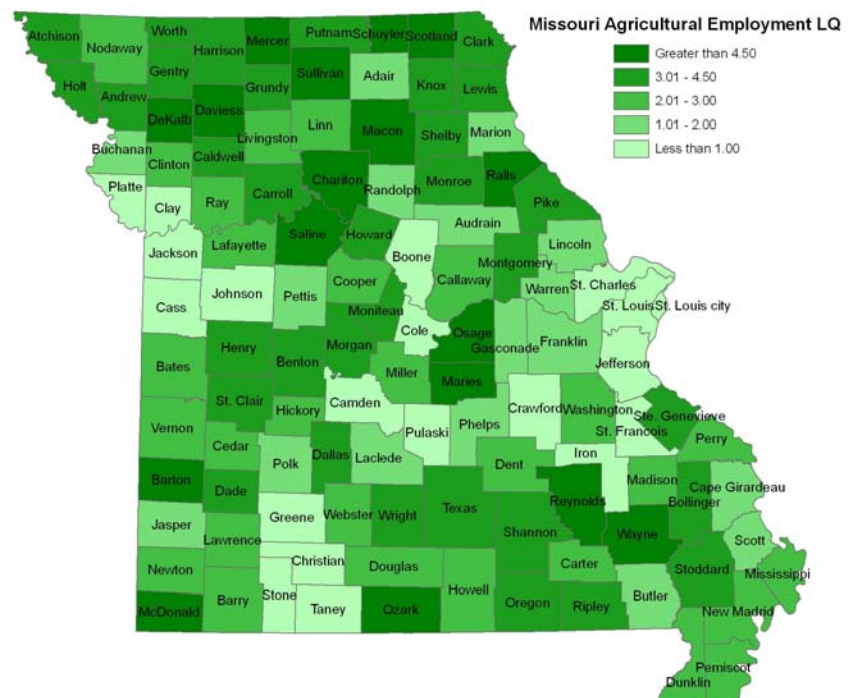 Missouri Agricultural Employment LQ
Greater than 4.50
3.01 - 4.50
2.01 - 3.00
1.01 - 2.00
Less than 1.00
Atchison
Nodaway
Worth
Harrison
Mercer
Putnam
Schuyler
Scotland
Clark
Holt
Andrew
Gentry
DeKalb
Daviess
Grundy
Sullivan
Adair
Knox
Lewis
Buchanan
Clinton
Caldwell
Livingston
Linn
Macon
Shelby
Marion
Platte
Clay
Ray
Carroll
Chariton
Randolph
Monroe
Ralls
Pike
Jackson
Lafayette
Saline
Howard
Boone
Audrain
Callaway
Montgomery
Lincoln
Warren
St. Charles
St. Louis
St. Louis city
Cass
Johnson
Pettis
Cooper
Moniteau
Cole
Osage
Gasconade
Franklin
Jefferson
Bates
Henry
Benton
Morgan
Miller
Maries
St. Clair
Hickory
Camden
Pulaski
Phelps
Crawford
Washington
Ste. Genevieve
St. Francois
Perry
Vernon
Cedar
Polk
Dallas
Laclede
Dent
Iron
Madison
Bollinger
Cape Girardeau
Barton
Dade
Greene
Webster
Wright
Texas
Reynolds
Wayne
Scott
Jasper
Lawrence
Christian
Douglas
Shannon
Carter
Stoddard
Mississippi
Newton
Barry
Stone
Taney
Ozark
Howell
Oregon
Ripley
Butler
New Madrid
McDonald
Pemiscot
Dunklin